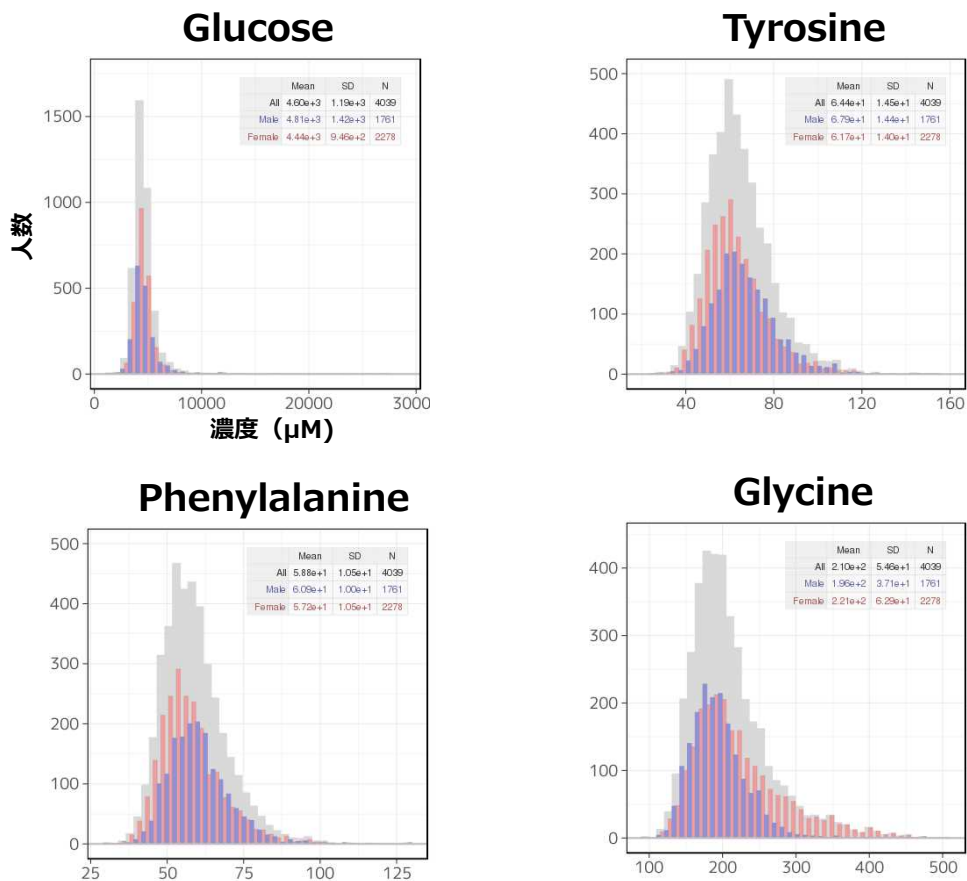 Glucose
Mean SD N
All 4.60e+3 1.19e+3 4039
Male 4.81e+3 1.42e+3 1761
Female 4.44e+3 9.46e+2 2278
1500
1000
500
0
人数
0 10000 20000 3000
濃度（μM)
Tyrosine
Mean SD N
All 6.44e+1 1.45e+1 4039
Male 6.79e+1 1.44e+1 1761
Female 6.17e+1 1.40e+1 2278
500
400
300
200
100
0
40 80 120 160
Phenylalanine
Mean SD N
All 5.88e+1 1.05e+1 4039
Male 6.09e+1 1.00e+1 1761
Female 5.72e+1 1.05e+1 2278
500
400
300
200
100
0
25 50 75 100 125
Glycine
Mean SD N
All 2.10e+2 5.46e+1 4039
Male 1.96e+2 3.71e+1 1761
Female 2.21e+2 6.29e+1 2278
400
300
200
100
0
100 200 300 400 500